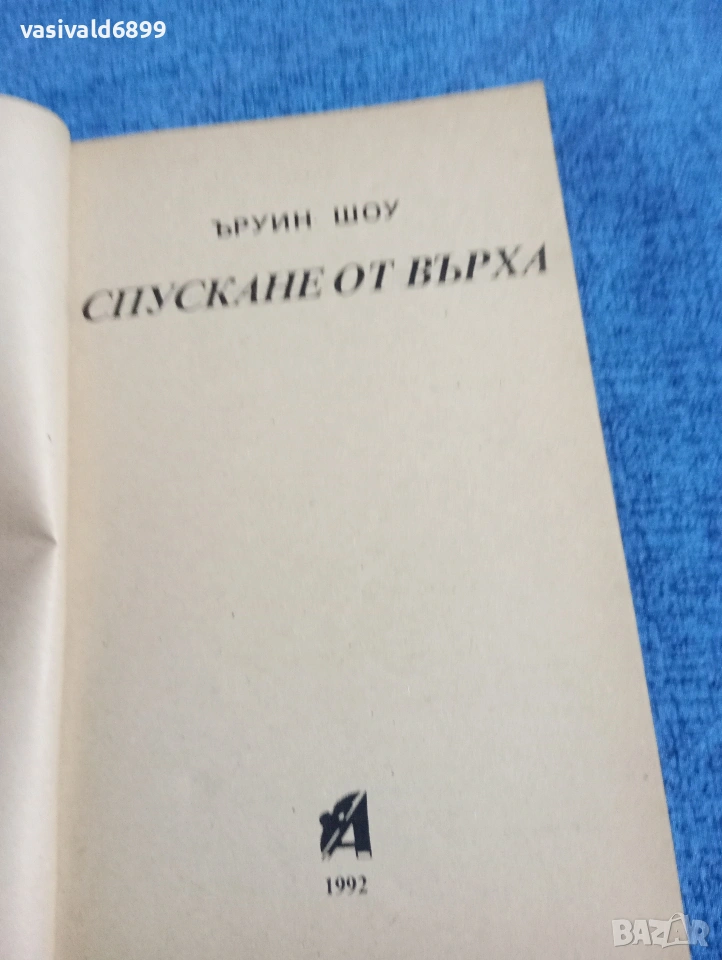 vasivald6899
ЪРУИН ШОУ
СПУСКАНЕ ОТ ВЪРХА
А
1992
BAZAR